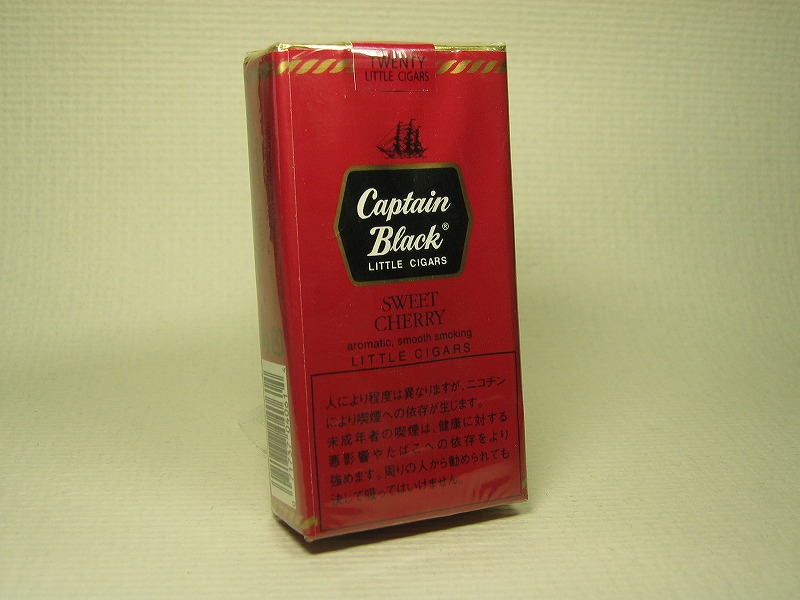 TWENTY
LITTLE CIGARS
Captain
Black®
LITTLE CIGARS
SWEET
CHERRY
aromatic, smooth smoking
LITTLE CIGARS
人により程度は異なりますが、ニコチン
により喫煙への依存が生じます。
未成年者の喫煙は、健康に対する
悪影響やたばこへの依存をより
強めます。周りの人から勧められても
決して吸ってはいけません。